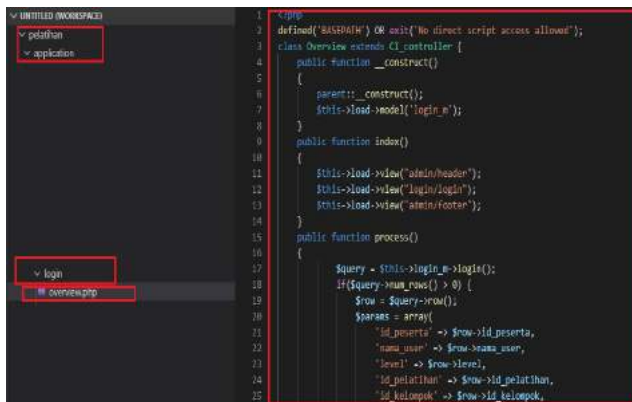 UNTITLED (WORKSPACE)
pelatihan
application
login
overview.php
1 <?php
2 defined('BASEPATH') OR exit('No direct script access allowed');
3 class Overview extends CI_controller {
4 public function __construct()
5 {
6 parent::__construct();
7 $this->load->model('login_m');
8 }
9 public function index()
10 {
11 $this->load->view("admin/header");
12 $this->load->view("login/login");
13 $this->load->view("admin/footer");
14 }
15 public function process()
16 {
17 $query = $this->login_m->login();
18 if($query->num_rows() > 0) {
19 $row = $query->row();
20 $params = array(
21 'id_peserta' => $row->id_peserta,
22 'nama_user' => $row->nama_user,
23 'level' => $row->level,
24 'id_pelatihan' => $row->id_pelatihan,
25 'id_kelompok' => $row->id_kelompok,